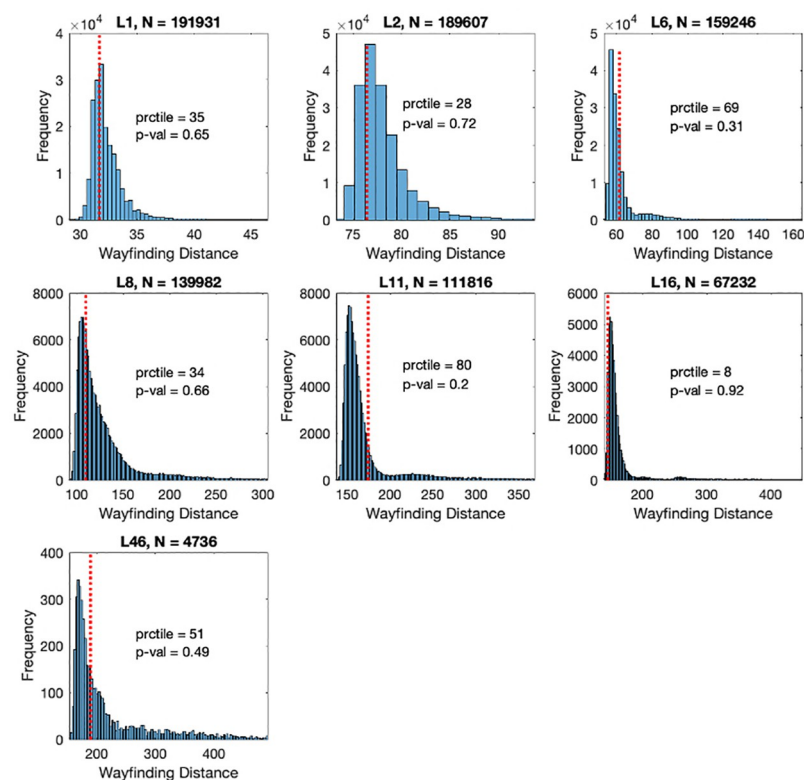 L1, N = 191931
×10⁴
4
3
2
1
0
Frequency
prctile = 35
p-val = 0.65
30 35 40 45
Wayfinding Distance
L2, N = 189607
×10⁴
5
4
3
2
1
0
Frequency
prctile = 28
p-val = 0.72
75 80 85 90
Wayfinding Distance
L6, N = 159246
×10⁴
5
4
3
2
1
0
Frequency
prctile = 69
p-val = 0.31
60 80 100 120 140 160
Wayfinding Distance
L8, N = 139982
8000
6000
4000
2000
0
Frequency
prctile = 34
p-val = 0.66
100 150 200 250 300
Wayfinding Distance
L11, N = 111816
8000
6000
4000
2000
0
Frequency
prctile = 80
p-val = 0.2
150 200 250 300 350
Wayfinding Distance
L16, N = 67232
6000
5000
4000
3000
2000
1000
0
Frequency
prctile = 8
p-val = 0.92
200 300 400
Wayfinding Distance
L46, N = 4736
400
300
200
100
0
Frequency
prctile = 51
p-val = 0.49
200 300 400
Wayfinding Distance